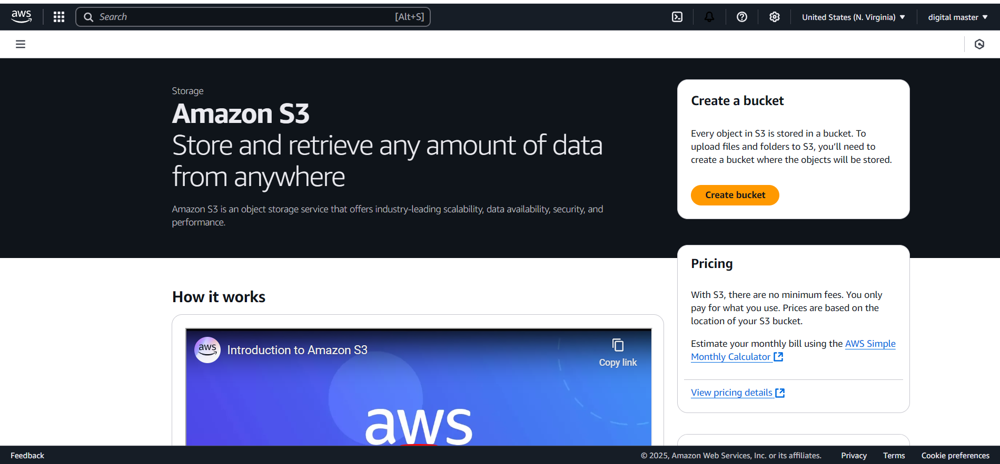 aws
Search [Alt+S]
United States (N. Virginia)
digital master
Storage
Amazon S3
Store and retrieve any amount of data
from anywhere
Amazon S3 is an object storage service that offers industry-leading scalability, data availability, security, and
performance.
Create a bucket
Every object in S3 is stored in a bucket. To
upload files and folders to S3, you’ll need to
create a bucket where the objects will be stored.
Create bucket
Pricing
With S3, there are no minimum fees. You only
pay for what you use. Prices are based on the
location of your S3 bucket.
Estimate your monthly bill using the AWS Simple
Monthly Calculator
View pricing details
How it works
aws
Introduction to Amazon S3
Copy link
aws
Feedback
© 2025, Amazon Web Services, Inc. or its affiliates.
Privacy
Terms
Cookie preferences